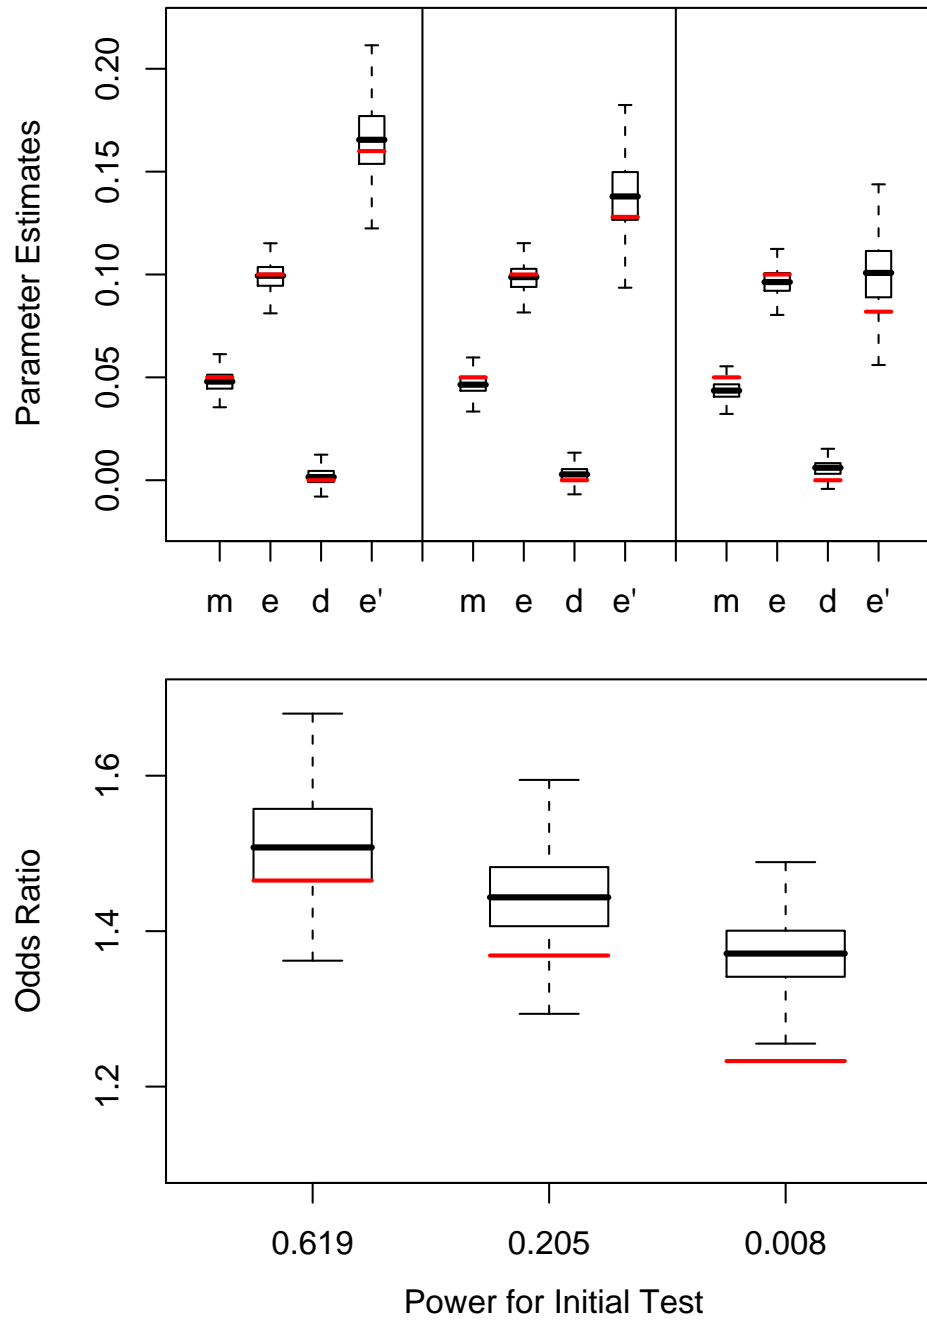 Parameter Estimates
0.20
0.15
0.10
0.05
0.00
m e d e' m e d e' m e d e'
Odds Ratio
1.6
1.4
1.2
0.619 0.205 0.008
Power for Initial Test